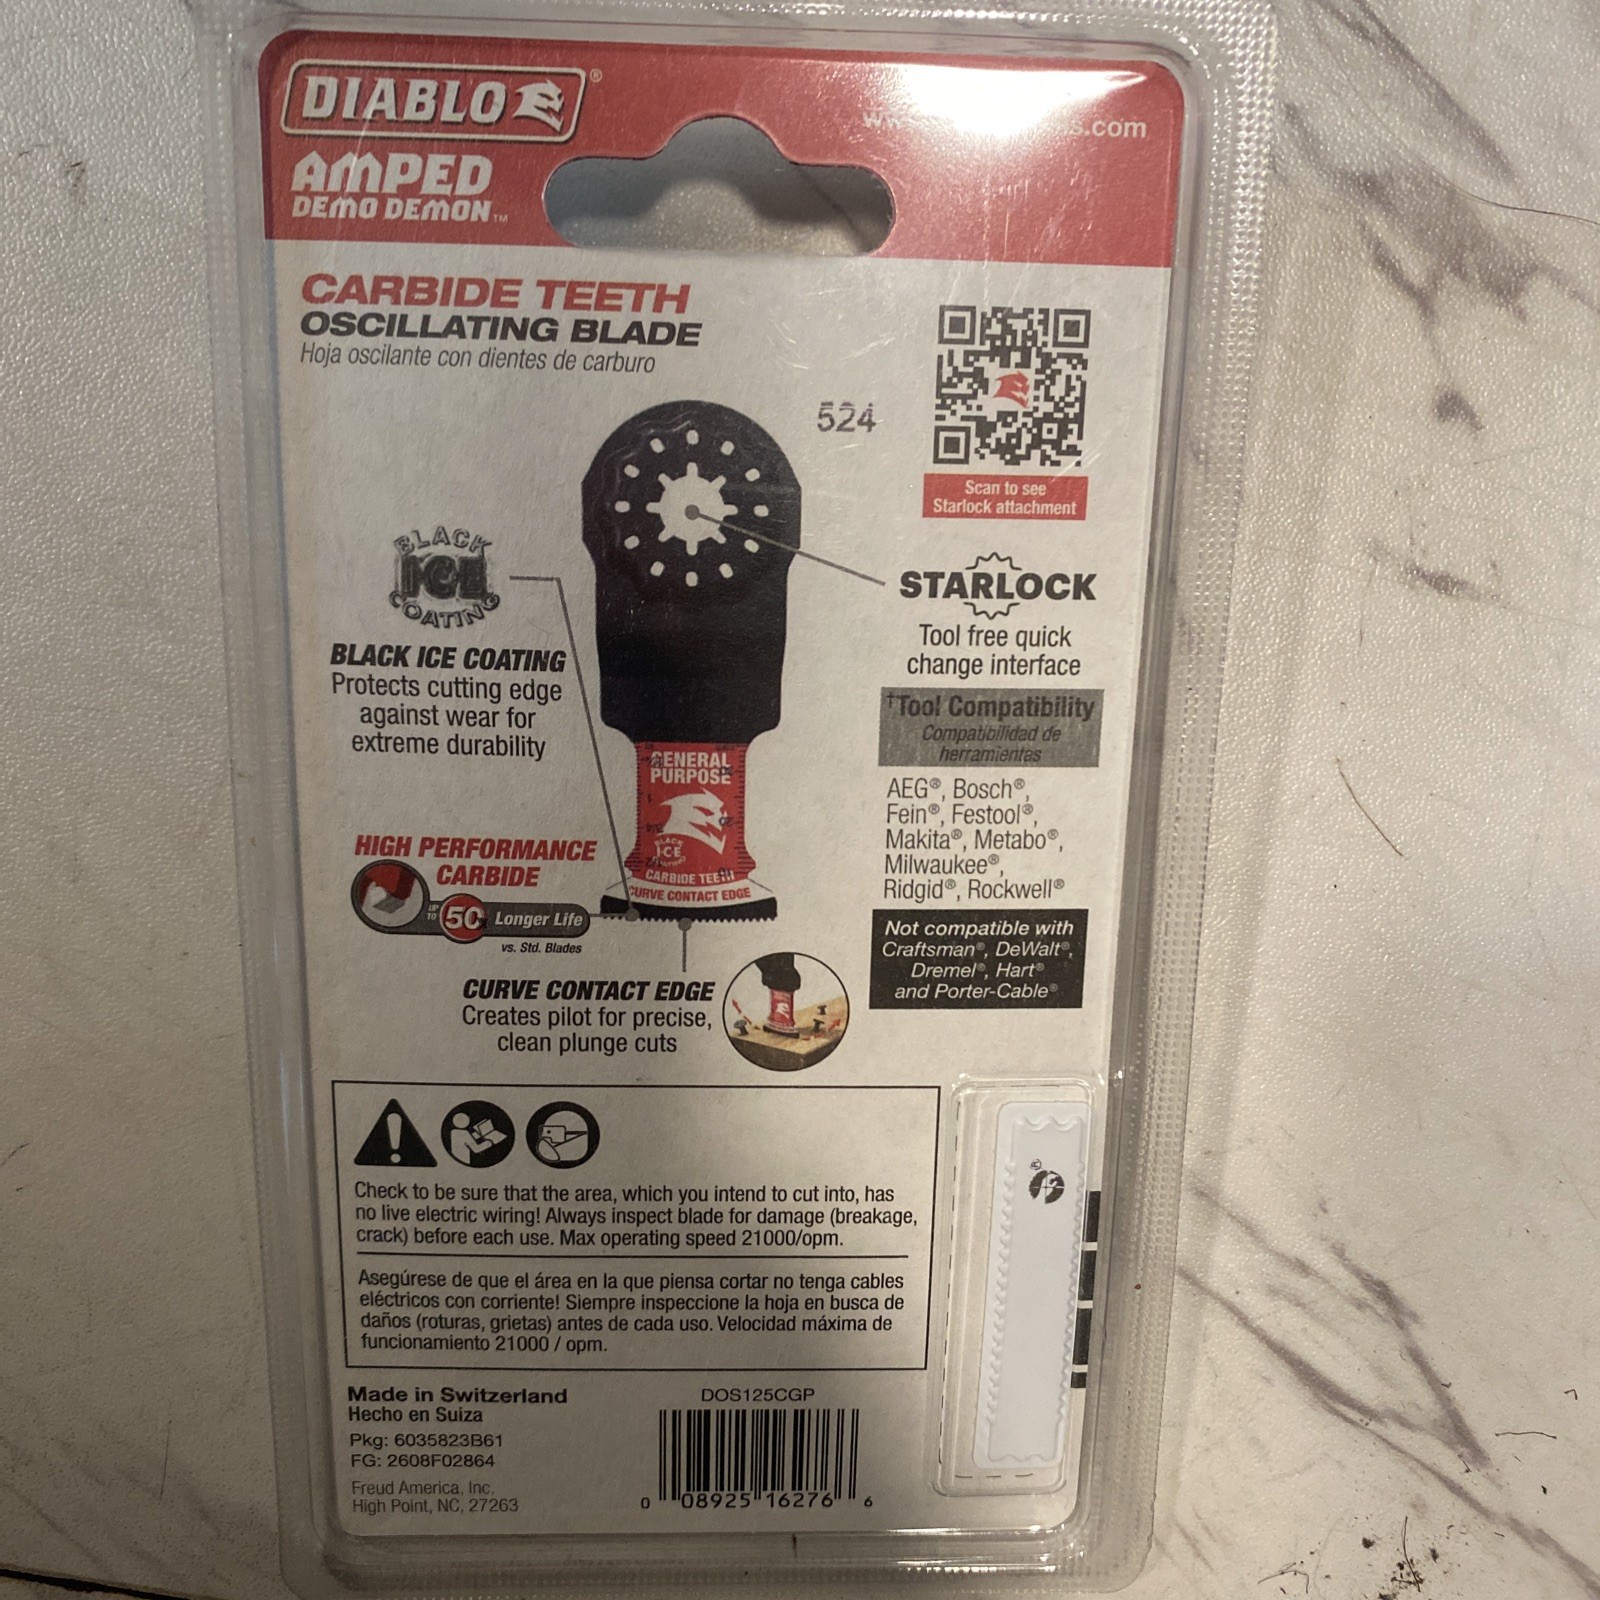 DIABLO®
AMPED
DEMO DEMON™
s.com
CARBIDE TEETH
OSCILLATING BLADE
Hoja oscilante con dientes de carburo
524
Scan to see
Starlock attachment
BLACK
ICE
COATING
BLACK ICE COATING
Protects cutting edge
against wear for
extreme durability
STARLOCK
Tool free quick
change interface
†Tool Compatibility
Compatibilidad de
herramientas
AEG®, Bosch®,
Fein®, Festool®,
Makita®, Metabo®,
Milwaukee®,
Ridgid®, Rockwell®
Not compatible with
Craftsman®, DeWalt®,
Dremel®, Hart®
and Porter-Cable®
GENERAL
PURPOSE
BLACK
ICE
COATING
CARBIDE TEETH
CURVE CONTACT EDGE
HIGH PERFORMANCE
CARBIDE
UP
TO
50x Longer Life
vs. Std. Blades
CURVE CONTACT EDGE
Creates pilot for precise,
clean plunge cuts
Check to be sure that the area, which you intend to cut into, has
no live electric wiring! Always inspect blade for damage (breakage,
crack) before each use. Max operating speed 21000/opm.
Asegúrese de que el área en la que piensa cortar no tenga cables
eléctricos con corriente! Siempre inspeccione la hoja en busca de
daños (roturas, grietas) antes de cada uso. Velocidad máxima de
funcionamiento 21000 / opm.
Made in Switzerland
Hecho en Suiza
Pkg: 6035823B61
FG: 2608F02864
Freud America, Inc.
High Point, NC, 27263
DOS125CGP
0 08925 16276 6